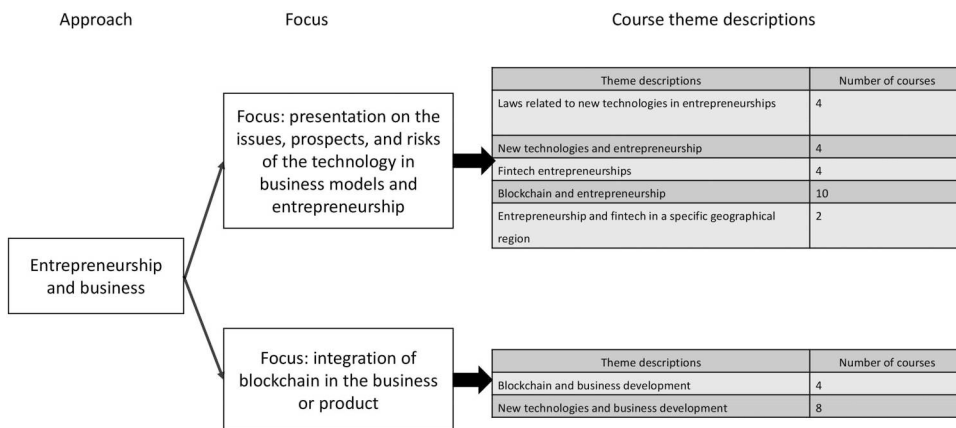 Approach
Focus
Course theme descriptions
Entrepreneurship
and business
Focus: presentation on the
issues, prospects, and risks
of the technology in
business models and
entrepreneurship
Theme descriptions Number of courses
Laws related to new technologies in entrepreneurships 4
New technologies and entrepreneurship 4
Fintech entrepreneurships 4
Blockchain and entrepreneurship 10
Entrepreneurship and fintech in a specific geographical 2
region
Focus: integration of
blockchain in the business
or product
Theme descriptions Number of courses
Blockchain and business development 4
New technologies and business development 8